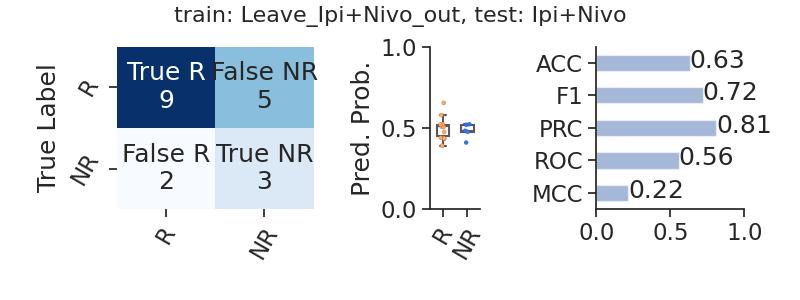 train: Leave_Ipi+Nivo_out, test: Ipi+Nivo
True Label
R
NR
True R
9
False NR
5
False R
2
True NR
3
R
NR
Pred. Prob.
1.0
0.5
0.0
R
NR
ACC
F1
PRC
ROC
MCC
0.63
0.72
0.81
0.56
0.22
0.0
0.5
1.0